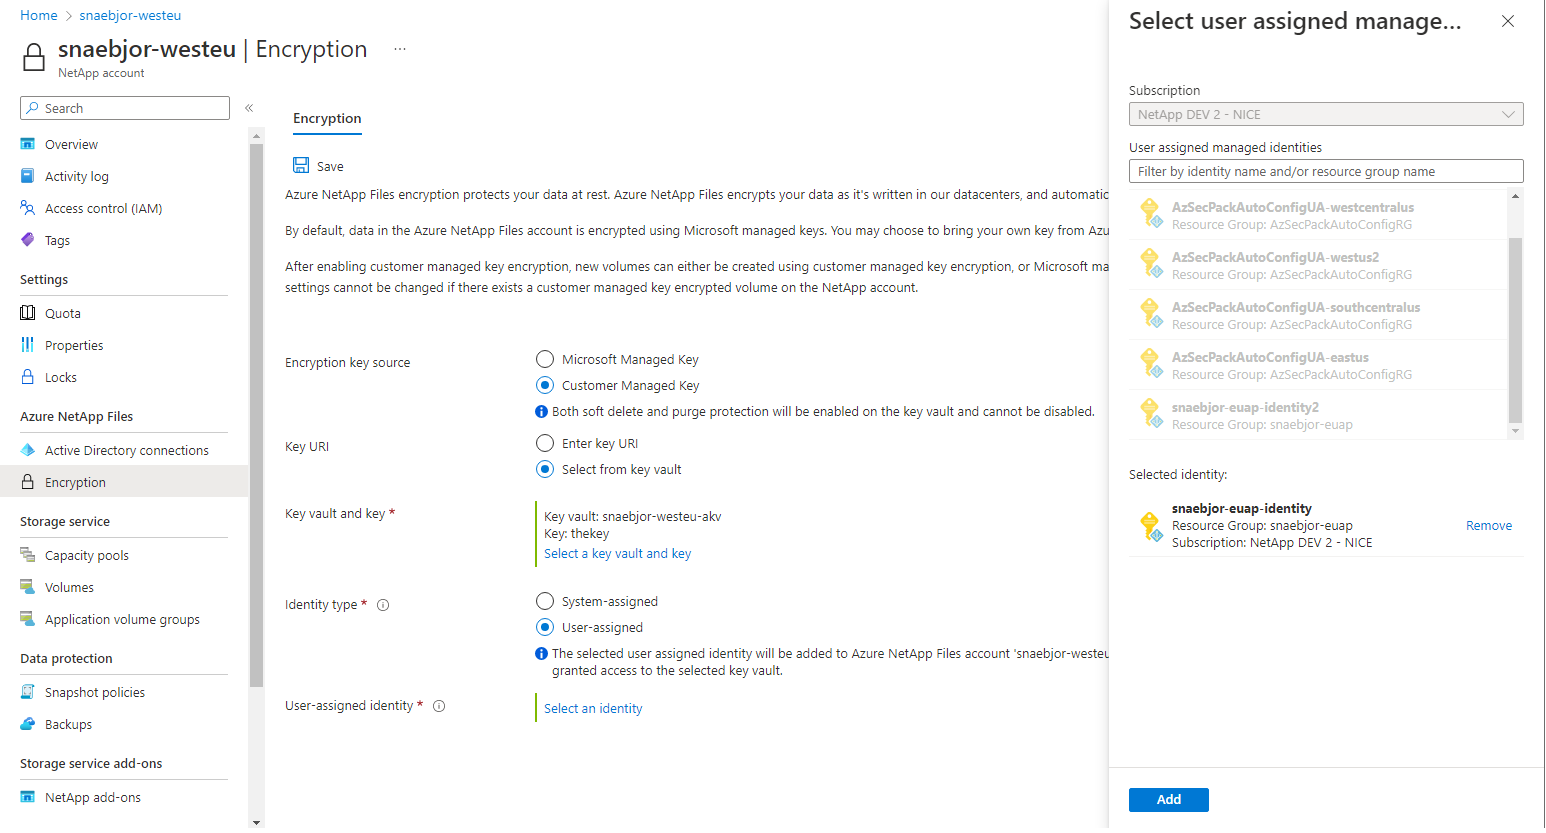 Home > snaebjor-westeu
snaebjor-westeu | Encryption ...
NetApp account
Search «
Overview
Activity log
Access control (IAM)
Tags
Settings
Quota
Properties
Locks
Azure NetApp Files
Active Directory connections
Encryption
Storage service
Capacity pools
Volumes
Application volume groups
Data protection
Snapshot policies
Backups
Storage service add-ons
NetApp add-ons
Encryption
Save
Azure NetApp Files encryption protects your data at rest. Azure NetApp Files encrypts your data as it's written in our datacenters, and automatic
By default, data in the Azure NetApp Files account is encrypted using Microsoft managed keys. You may choose to bring your own key from Azu
After enabling customer managed key encryption, new volumes can either be created using customer managed key encryption, or Microsoft ma
settings cannot be changed if there exists a customer managed key encrypted volume on the NetApp account.
Encryption key source
Microsoft Managed Key
Customer Managed Key
Both soft delete and purge protection will be enabled on the key vault and cannot be disabled.
Key URI
Enter key URI
Select from key vault
Key vault and key *
Key vault: snaebjor-westeu-akv
Key: thekey
Select a key vault and key
Identity type *
System-assigned
User-assigned
The selected user assigned identity will be added to Azure NetApp Files account 'snaebjor-westeu
granted access to the selected key vault.
User-assigned identity *
Select an identity
Select user assigned manage...
Subscription
NetApp DEV 2 - NICE
User assigned managed identities
Filter by identity name and/or resource group name
AzSecPackAutoConfigUA-westcentralus
Resource Group: AzSecPackAutoConfigRG
AzSecPackAutoConfigUA-westus2
Resource Group: AzSecPackAutoConfigRG
AzSecPackAutoConfigUA-southcentralus
Resource Group: AzSecPackAutoConfigRG
AzSecPackAutoConfigUA-eastus
Resource Group: AzSecPackAutoConfigRG
snaebjor-euap-identity2
Resource Group: snaebjor-euap
Selected identity:
snaebjor-euap-identity
Resource Group: snaebjor-euap
Subscription: NetApp DEV 2 - NICE
Remove
Add